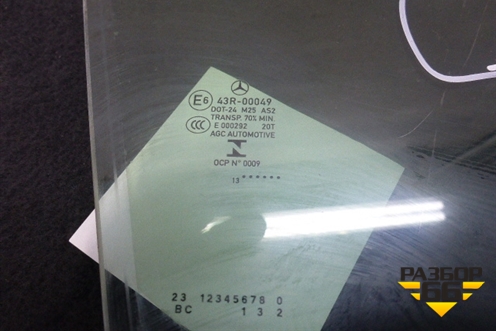 E6 43R-00049
DOT-24 M25 AS2
TRANSP. 70% MIN.
CCC E 000292 20T
AGC AUTOMOTIVE
OCP N° 0009
13 ••••••
23 12345678 0
BC 1 3 2
РАЗБОР
66